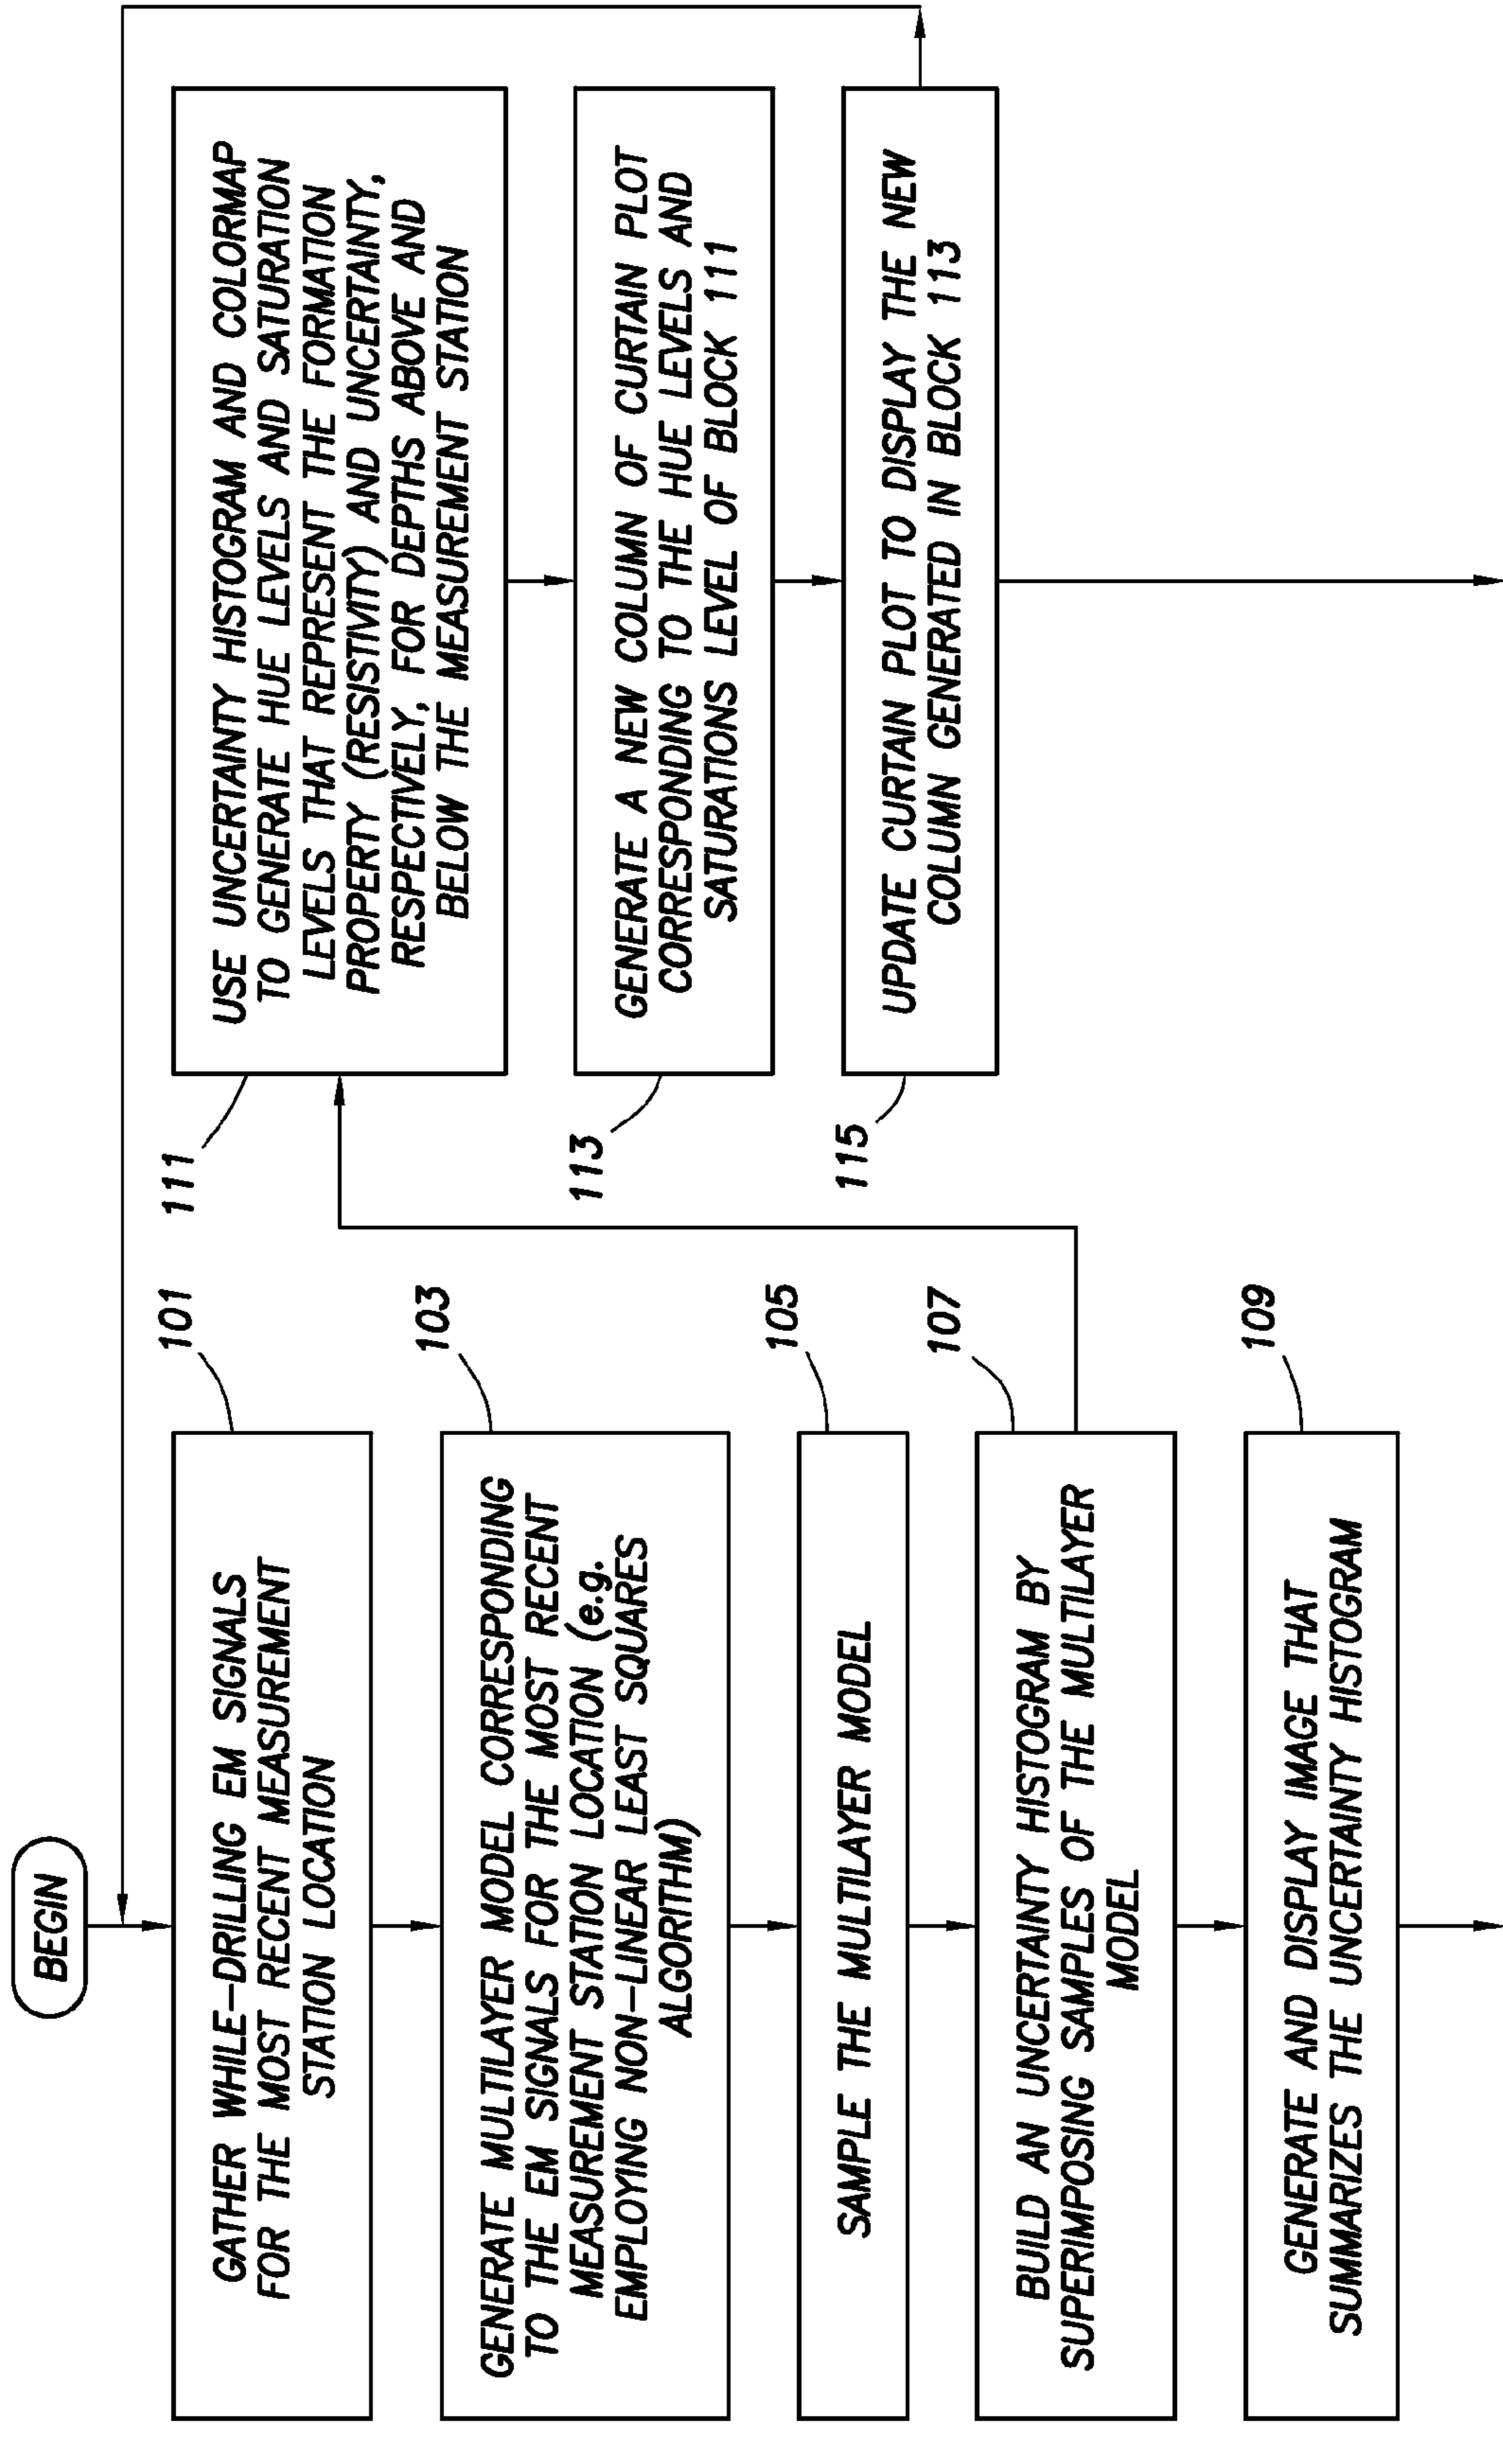 BEGIN
101
GATHER WHILE-DRILLING EM SIGNALS
FOR THE MOST RECENT MEASUREMENT
STATION LOCATION
103
GENERATE MULTILAYER MODEL CORRESPONDING
TO THE EM SIGNALS FOR THE MOST RECENT
MEASUREMENT STATION LOCATION (e.g.
EMPLOYING NON-LINEAR LEAST SQUARES
ALGORITHM)
105
SAMPLE THE MULTILAYER MODEL
107
BUILD AN UNCERTAINTY HISTOGRAM BY
SUPERIMPOSING SAMPLES OF THE MULTILAYER
MODEL
109
GENERATE AND DISPLAY IMAGE THAT
SUMMARIZES THE UNCERTAINTY HISTOGRAM
111
USE UNCERTAINTY HISTOGRAM AND COLORMAP
TO GENERATE HUE LEVELS AND SATURATION
LEVELS THAT REPRESENT THE FORMATION
PROPERTY (RESISTIVITY) AND UNCERTAINTY,
RESPECTIVELY, FOR DEPTHS ABOVE AND
BELOW THE MEASUREMENT STATION
113
GENERATE A NEW COLUMN OF CURTAIN PLOT
CORRESPONDING TO THE HUE LEVELS AND
SATURATIONS LEVEL OF BLOCK 111
115
UPDATE CURTAIN PLOT TO DISPLAY THE NEW
COLUMN GENERATED IN BLOCK 113